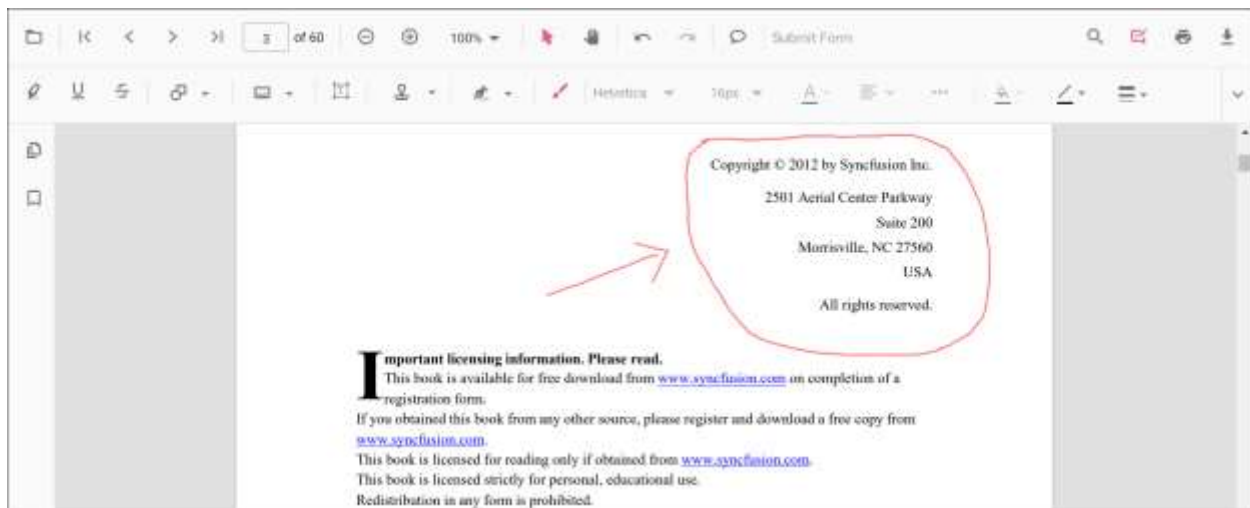 3 of 60 100% Submit Form
Helvetica 16px
Copyright © 2012 by Syncfusion Inc.
2501 Aerial Center Parkway
Suite 200
Morrisville, NC 27560
USA
All rights reserved.
Important licensing information. Please read.
This book is available for free download from www.syncfusion.com on completion of a
registration form.
If you obtained this book from any other source, please register and download a free copy from
www.syncfusion.com.
This book is licensed for reading only if obtained from www.syncfusion.com.
This book is licensed strictly for personal, educational use.
Redistribution in any form is prohibited.